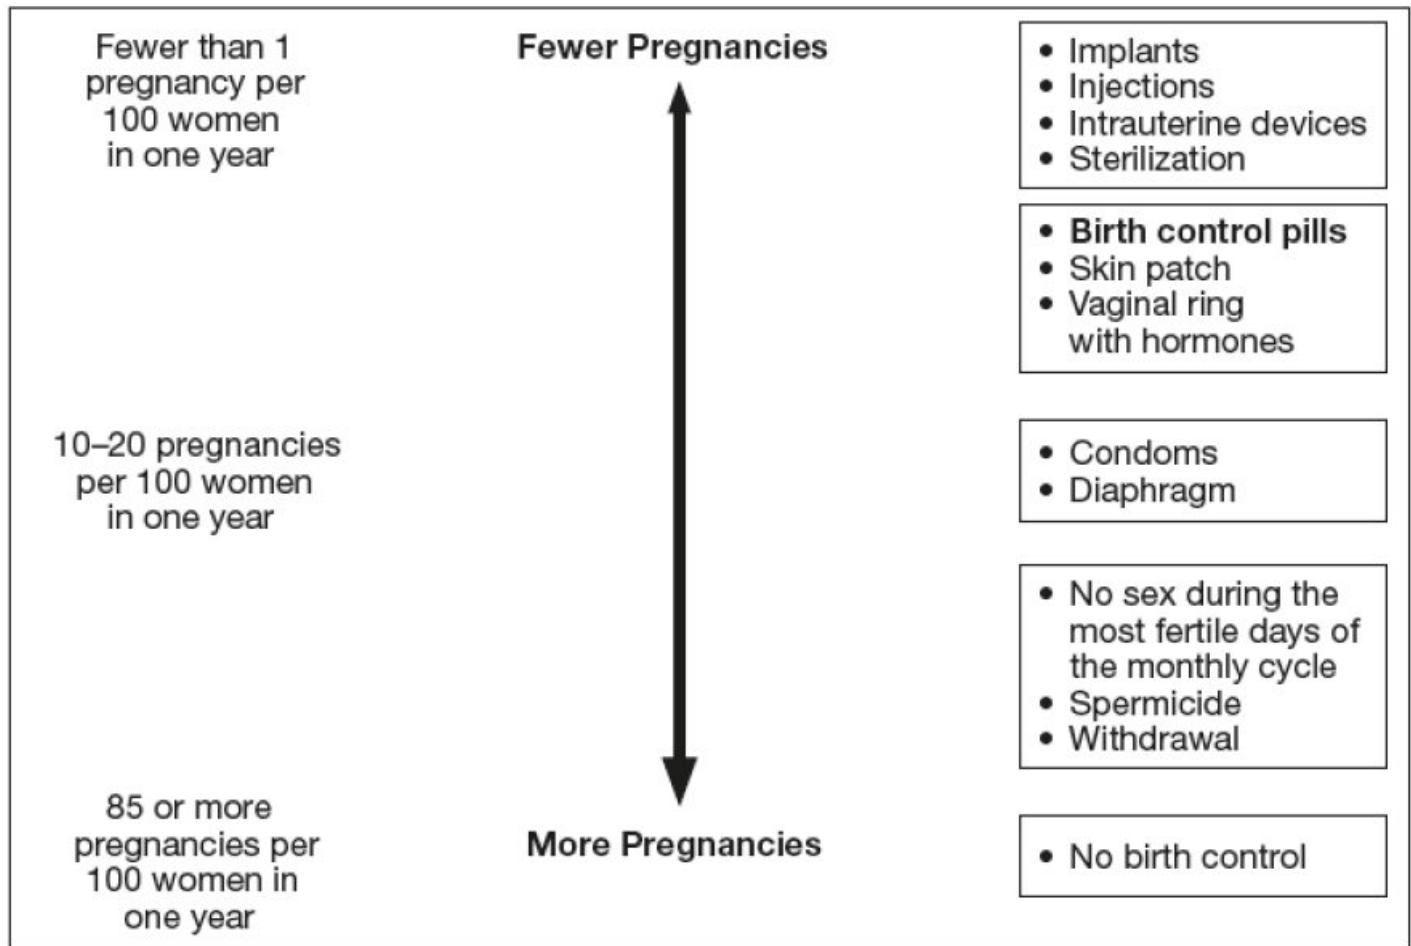 Fewer than 1
pregnancy per
100 women
in one year
Fewer Pregnancies
• Implants
• Injections
• Intrauterine devices
• Sterilization
• Birth control pills
• Skin patch
• Vaginal ring
with hormones
10–20 pregnancies
per 100 women
in one year
• Condoms
• Diaphragm
• No sex during the
most fertile days of
the monthly cycle
• Spermicide
• Withdrawal
85 or more
pregnancies per
100 women in
one year
More Pregnancies
• No birth control